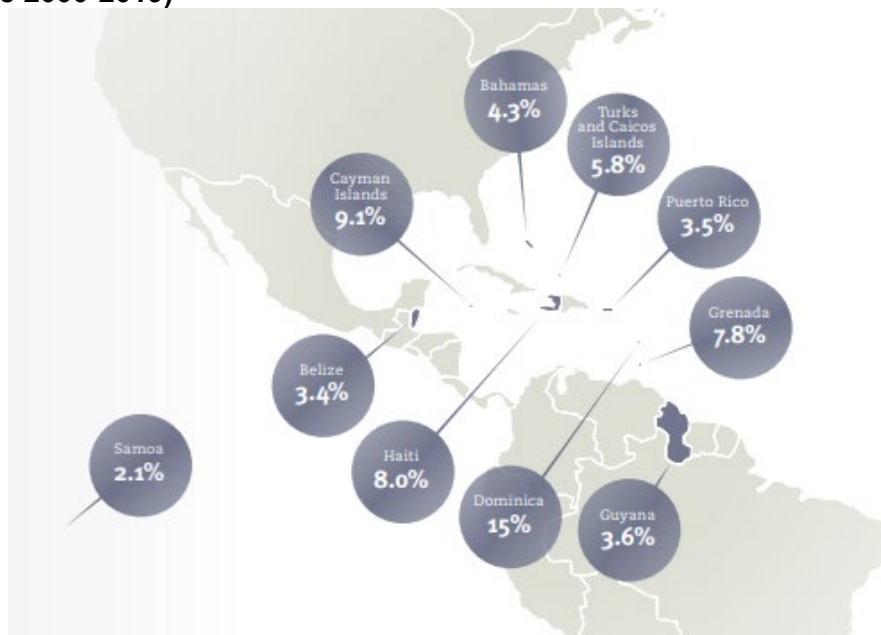 Bahamas
4.3%
Turks
and Caicos
Islands
5.8%
Cayman
Islands
9.1%
Puerto Rico
3.5%
Grenada
7.8%
Belize
3.4%
Samoa
2.1%
Haiti
8.0%
Dominica
15%
Guyana
3.6%